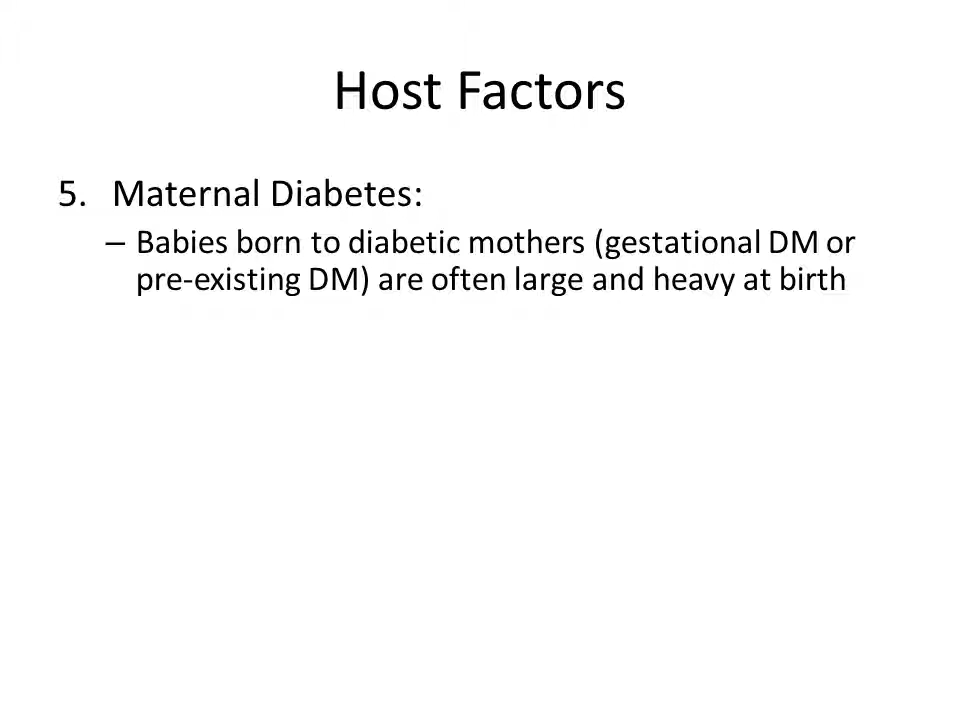 Host Factors
5. Maternal Diabetes:
– Babies born to diabetic mothers (gestational DM or
pre-existing DM) are often large and heavy at birth